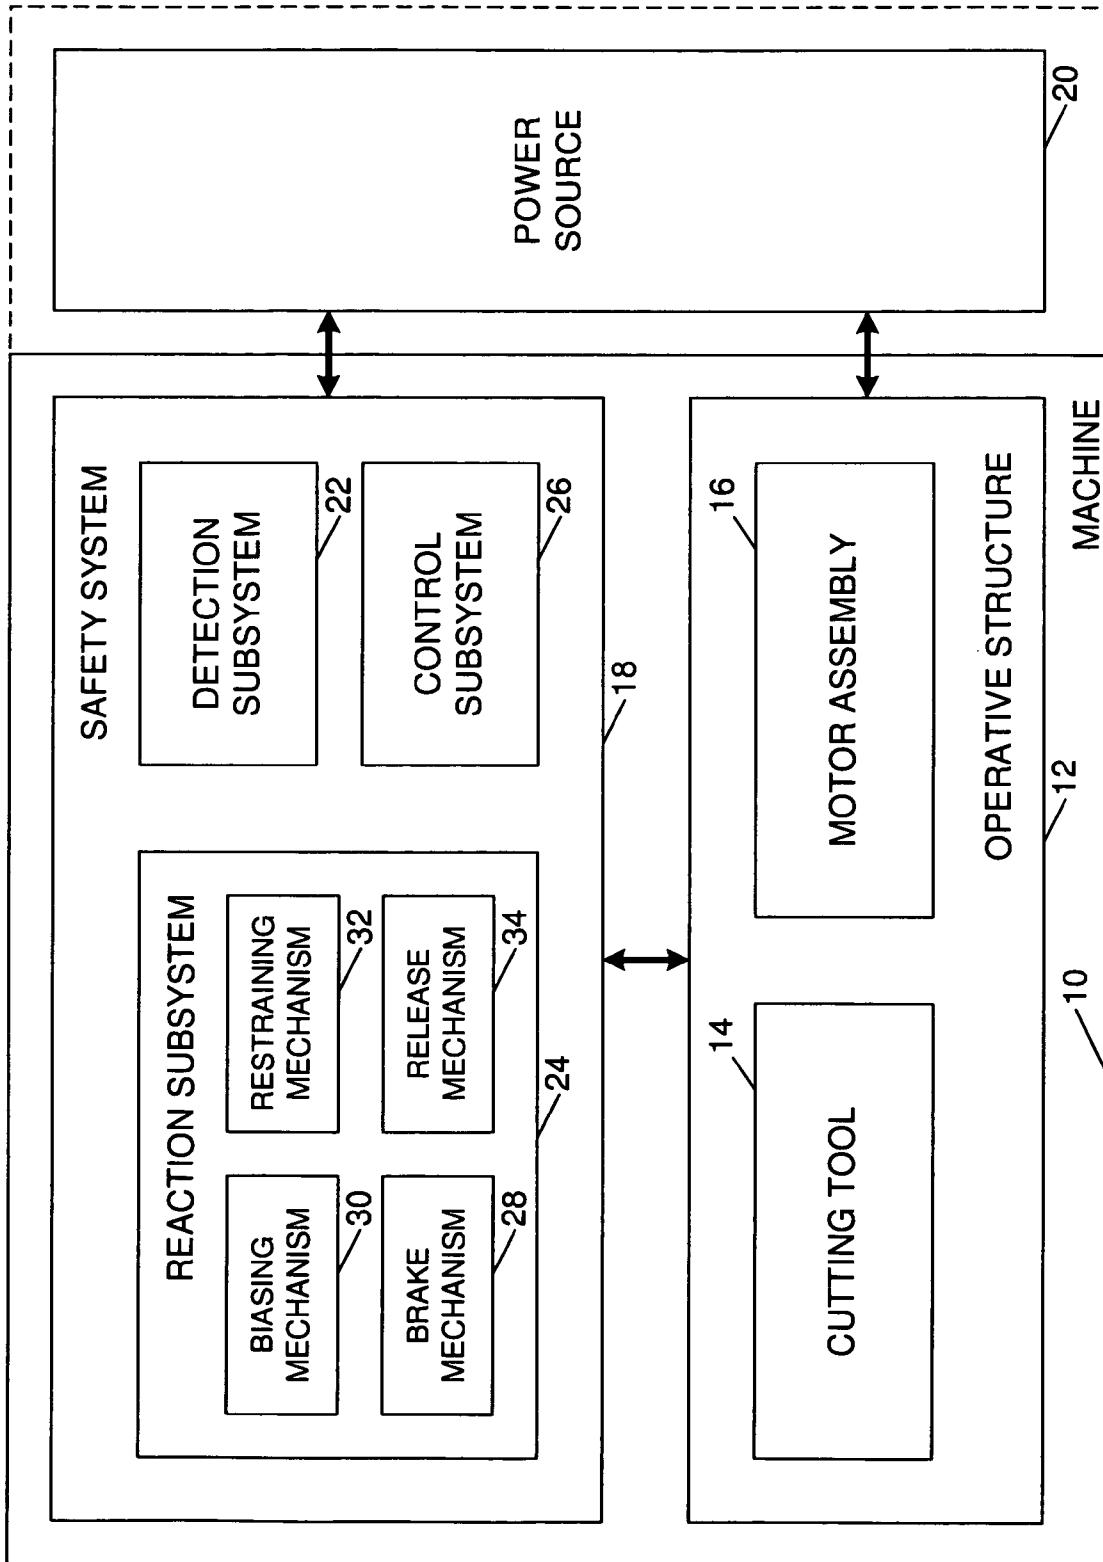 SAFETY SYSTEM
REACTION SUBSYSTEM
BIASING
MECHANISM
30
RESTRAINING
MECHANISM
32
BRAKE
MECHANISM
28
RELEASE
MECHANISM
34
24
DETECTION
SUBSYSTEM
22
CONTROL
SUBSYSTEM
26
18
14
CUTTING TOOL
16
MOTOR ASSEMBLY
OPERATIVE STRUCTURE
12
10
MACHINE
POWER
SOURCE
20